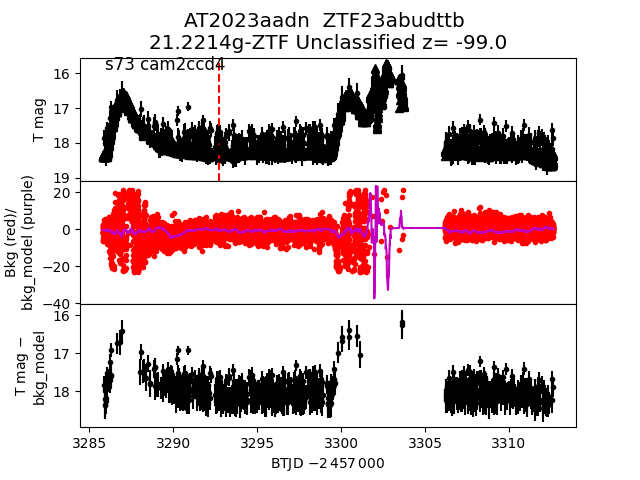 AT2023aadn  ZTF23abudttb
21.2214g-ZTF Unclassified z= -99.0
s73 cam2ccd4
16
17
18
19
T mag
20
0
−20
−40
Bkg (red)/
bkg_model (purple)
16
17
18
T mag −
bkg_model
3285
3290
3295
3300
3305
3310
BTJD −2 457 000